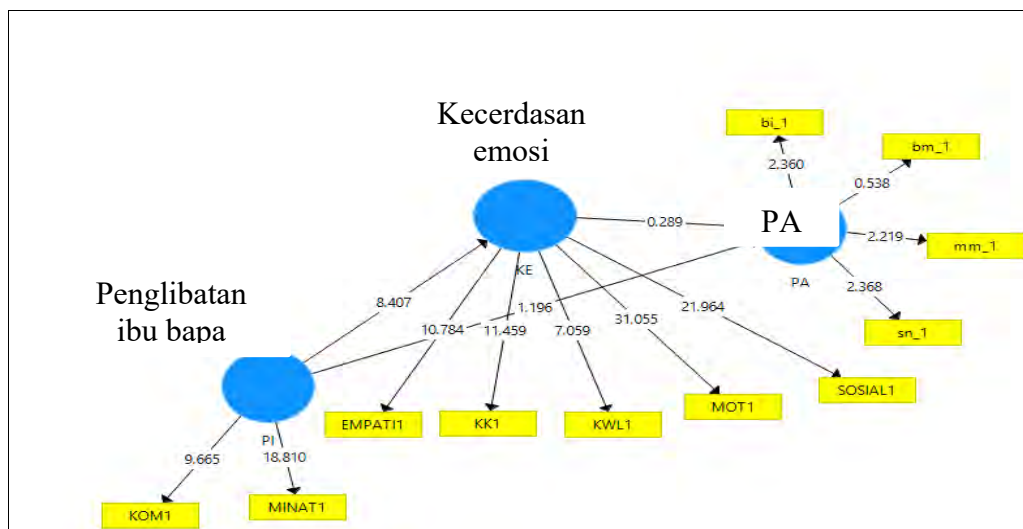 Kecerdasan
emosi
bi_1
bm_1
2.360
0.538
PA
0.289
2.219
mm_1
KE
PA
2.368
Penglibatan
ibu bapa
8.407
1.196
21.964
sn_1
10.784
11.459
7.059
31.055
SOSIAL1
MOT1
EMPATI1
KK1
KWL1
PI
9.665
18.810
KOM1
MINAT1